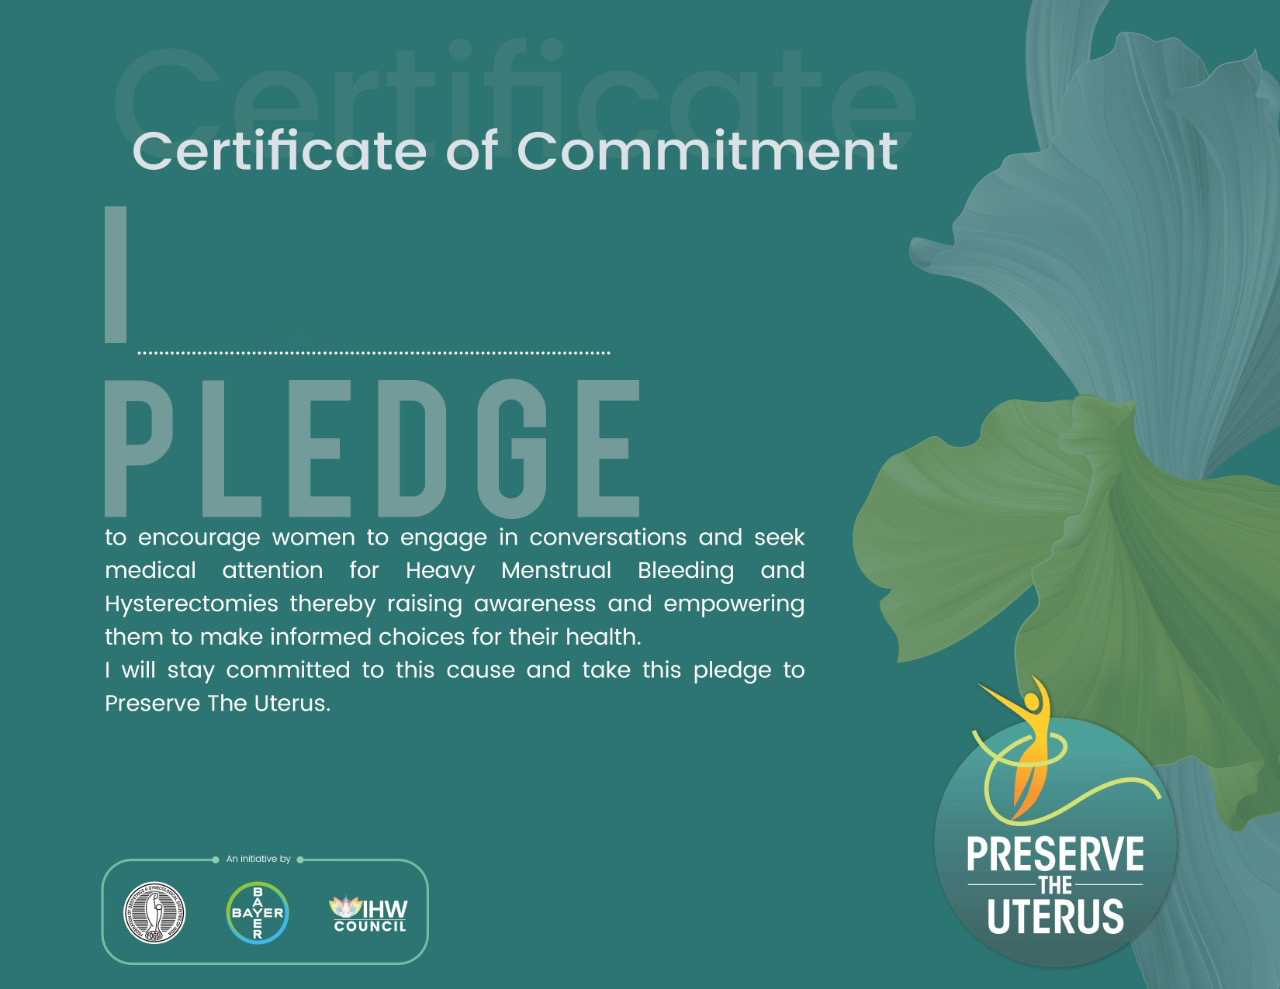 Certificate
Certificate of Commitment
I
PLEDGE
to encourage women to engage in conversations and seek
medical attention for Heavy Menstrual Bleeding and
Hysterectomies thereby raising awareness and empowering
them to make informed choices for their health.
I will stay committed to this cause and take this pledge to
Preserve The Uterus.
An initiative by
BAYER
BAYER
IHW
COUNCIL
PRESERVE
THE
UTERUS